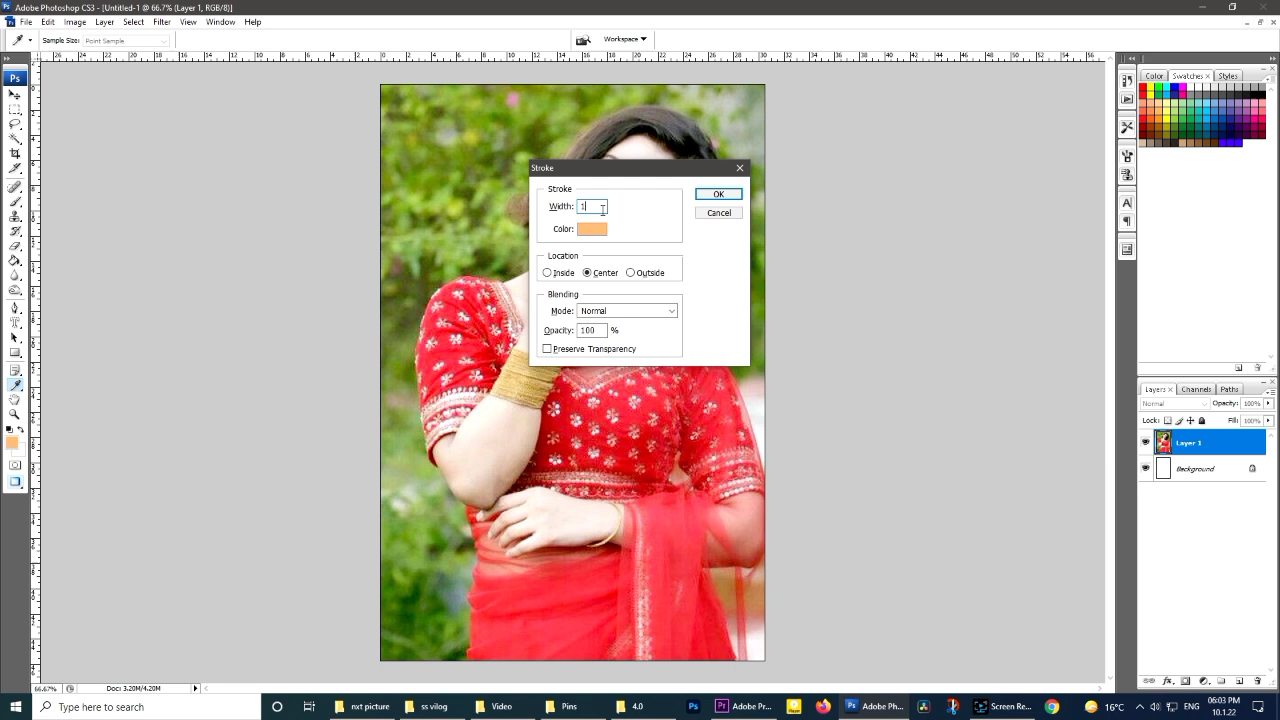 Adobe Photoshop CS3 - [Untitled-1 @ 66.7% (Layer 1, RGB/8)]
File Edit Image Layer Select Filter View Window Help
Sample Size: Point Sample
Workspace
Ps
Color Swatches Styles
Stroke
OK
Cancel
Stroke
Width: 1
Color:
Location
Inside Center Outside
Blending
Mode: Normal
Opacity: 100 %
Preserve Transparency
Layers Channels Paths
Normal Opacity: 100%
Lock: Fill: 100%
Layer 1
Background
66.67% Doc: 3.20M/4.20M
Type here to search
nxt picture
ss vilog
Video
Pins
4.0
Adobe Pr...
Adobe Ph...
Screen Re...
16°C
ENG
06:03 PM
10.1.22